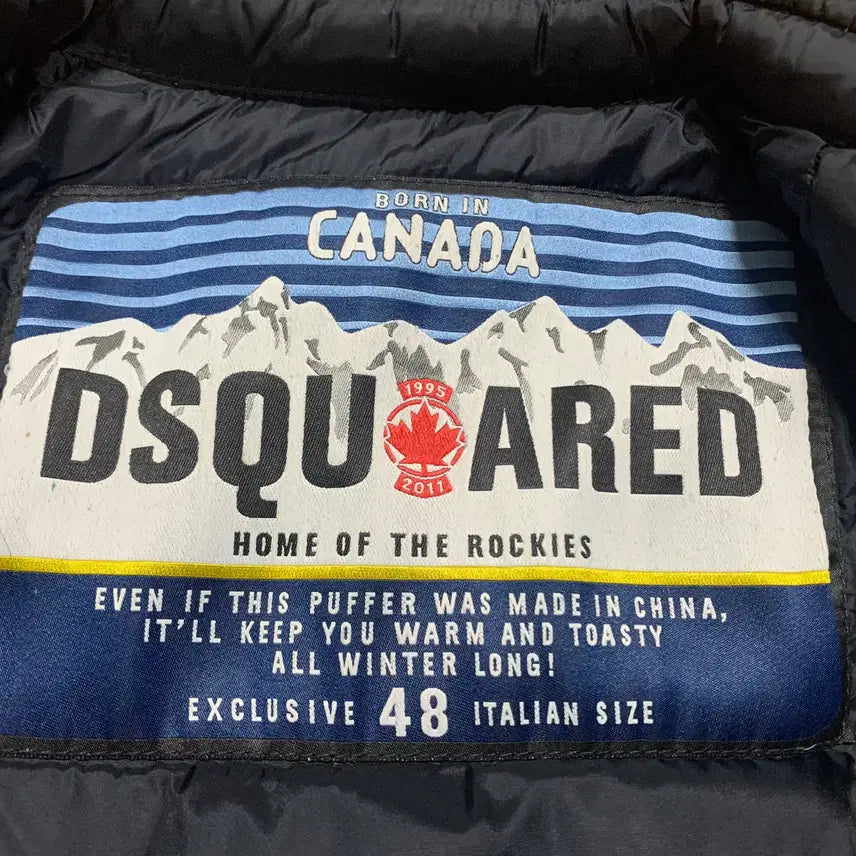 BORN IN
CANADA
1995
DSQU ARED
2011
HOME OF THE ROCKIES
EVEN IF THIS PUFFER WAS MADE IN CHINA,
IT'LL KEEP YOU WARM AND TOASTY
ALL WINTER LONG!
EXCLUSIVE 48 ITALIAN SIZE